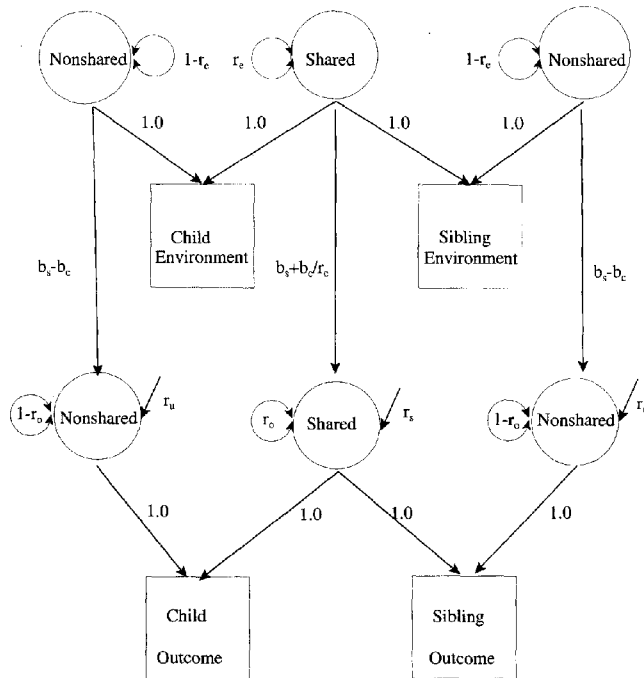 Nonshared
1-r_e
r_e
Shared
1-r_e
Nonshared
1.0
1.0
1.0
1.0
Child
Environment
Sibling
Environment
b_s-b_c
b_s+b_c/r_e
b_s-b_c
1-r_o
Nonshared
r_u
r_o
Shared
r_s
1-r_o
Nonshared
1.0
1.0
1.0
1.0
Child
Outcome
Sibling
Outcome